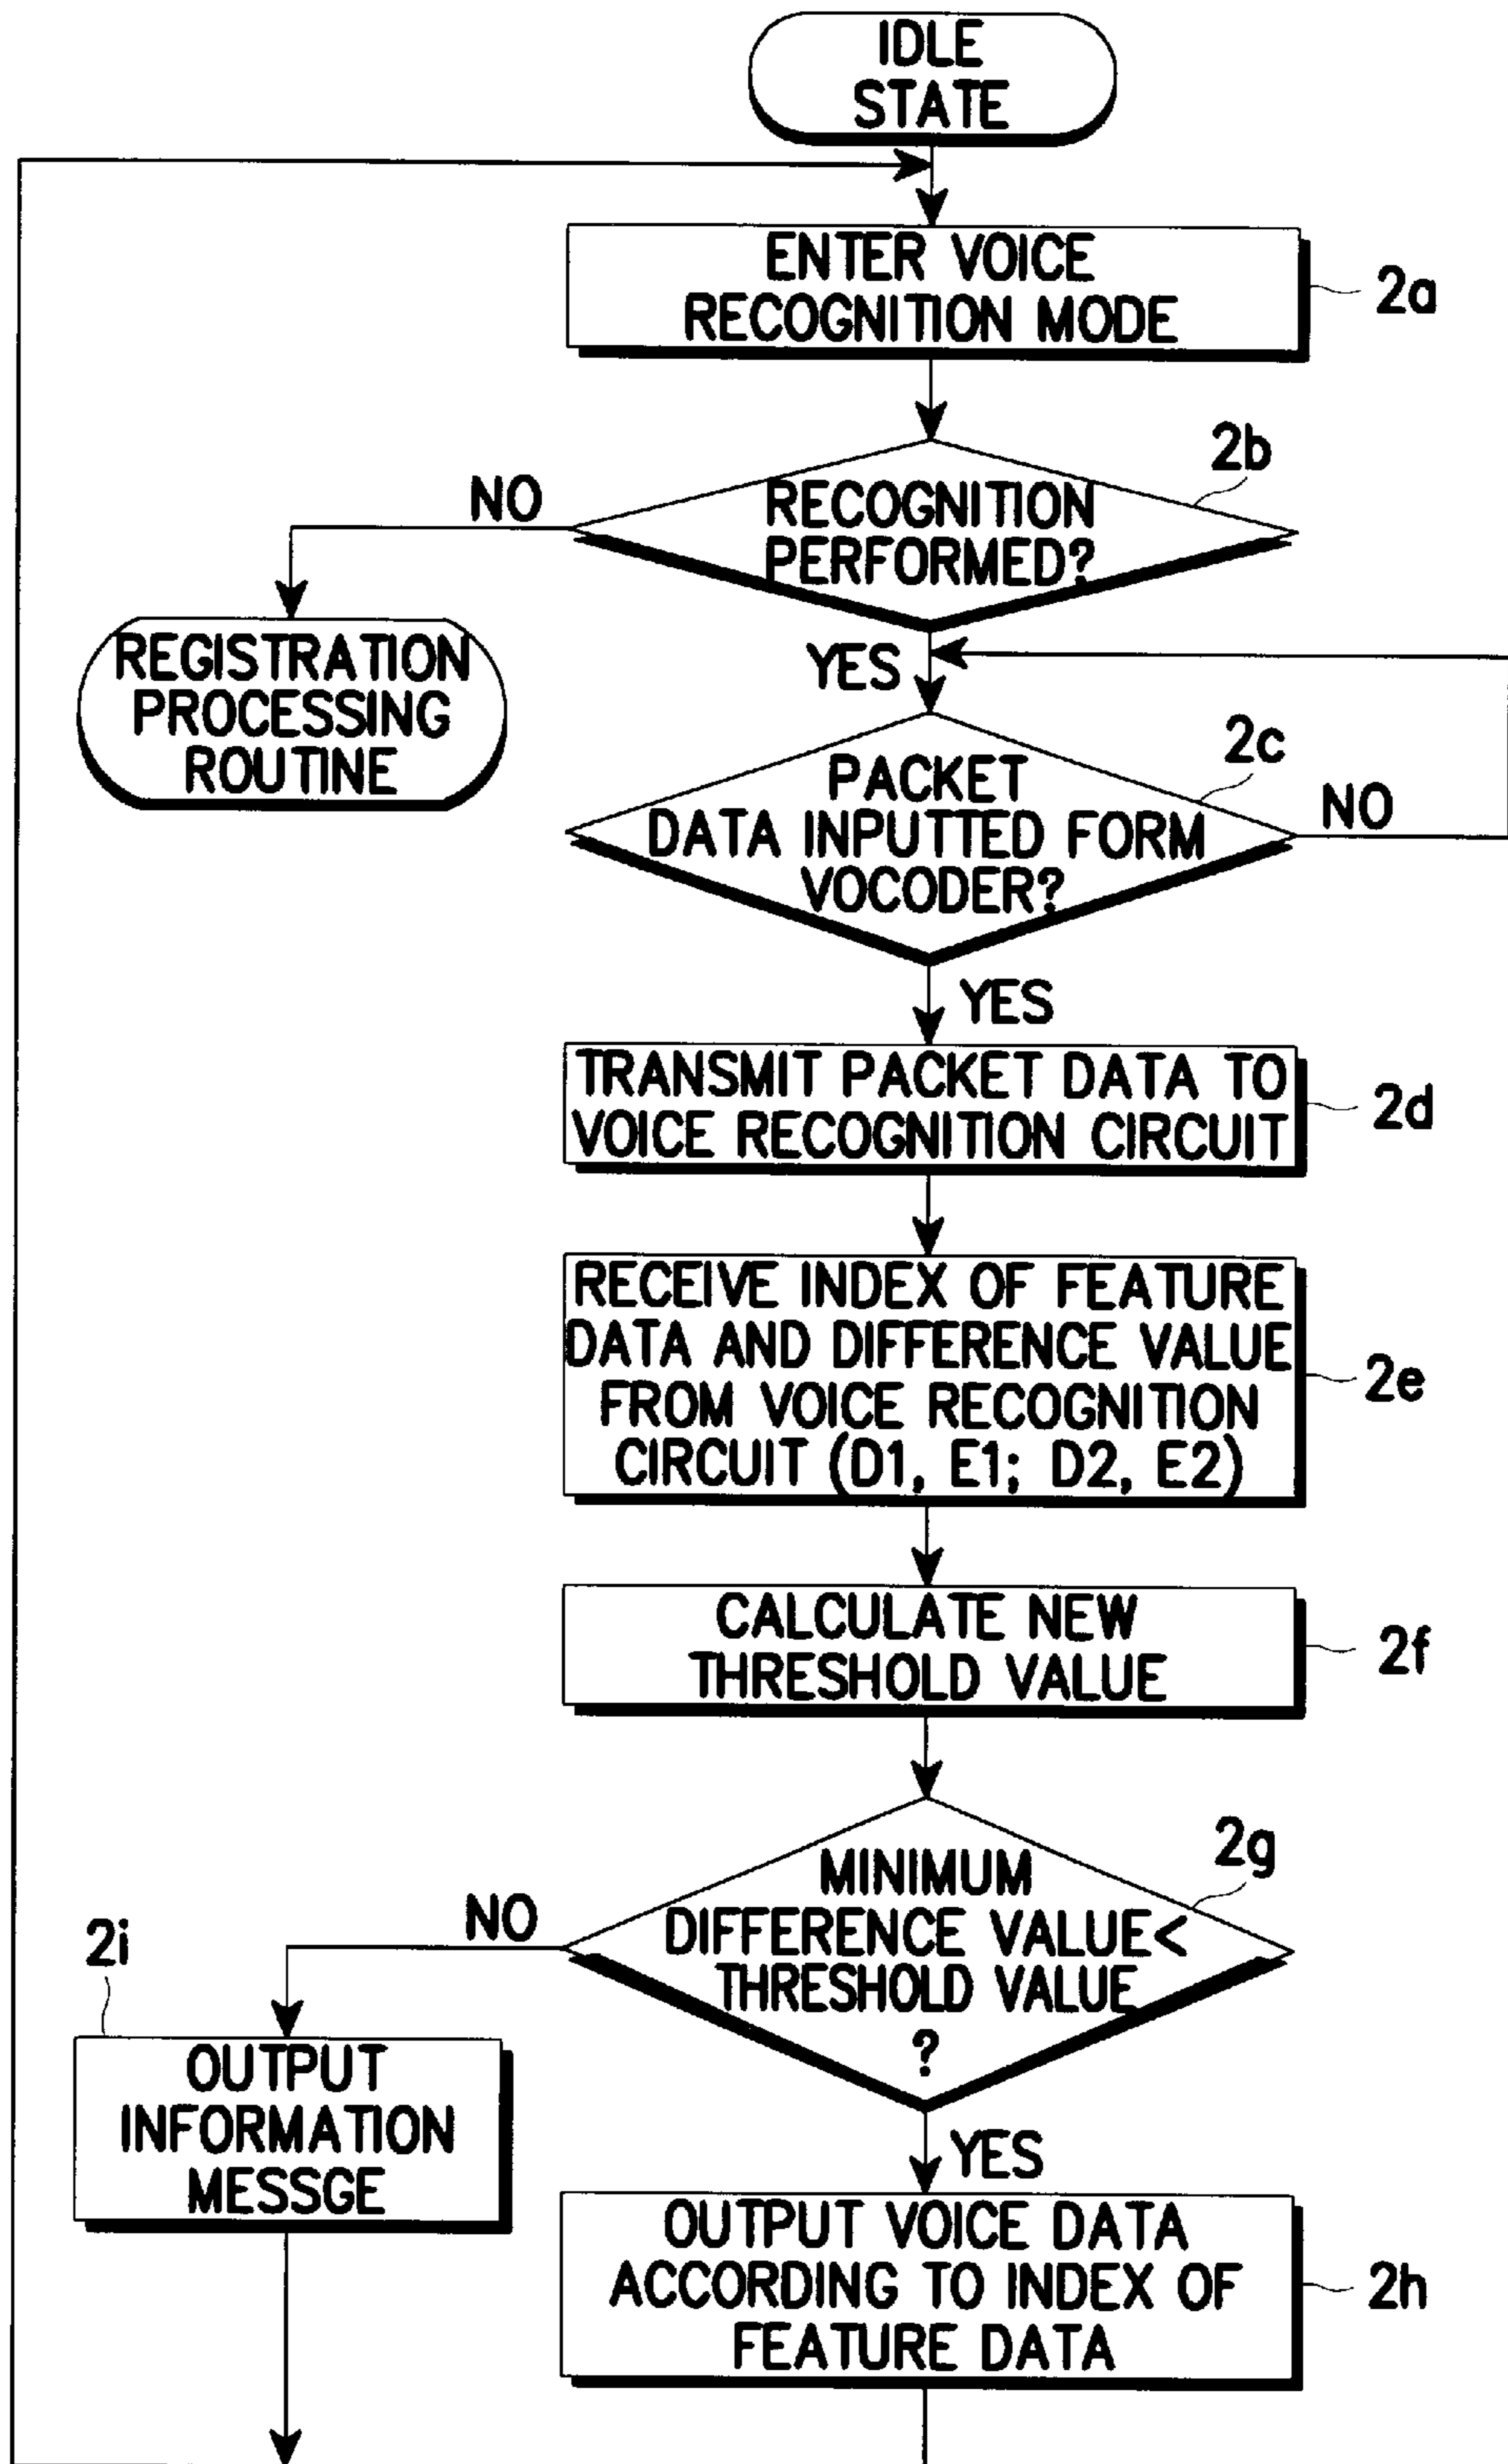 IDLE
STATE
ENTER VOICE
RECOGNITION MODE
2a
2b
NO
RECOGNITION
PERFORMED?
REGISTRATION
PROCESSING
ROUTINE
YES
2c
PACKET
DATA INPUTTED FORM
VOCODER?
NO
YES
TRANSMIT PACKET DATA TO
VOICE RECOGNITION CIRCUIT
2d
RECEIVE INDEX OF FEATURE
DATA AND DIFFERENCE VALUE
FROM VOICE RECOGNITION
CIRCUIT (D1, E1; D2, E2)
2e
CALCULATE NEW
THRESHOLD VALUE
2f
2g
MINIMUM
DIFFERENCE VALUE<
THRESHOLD VALUE
?
NO
2i
OUTPUT
INFORMATION
MESSGE
YES
OUTPUT VOICE DATA
ACCORDING TO INDEX OF
FEATURE DATA
2h